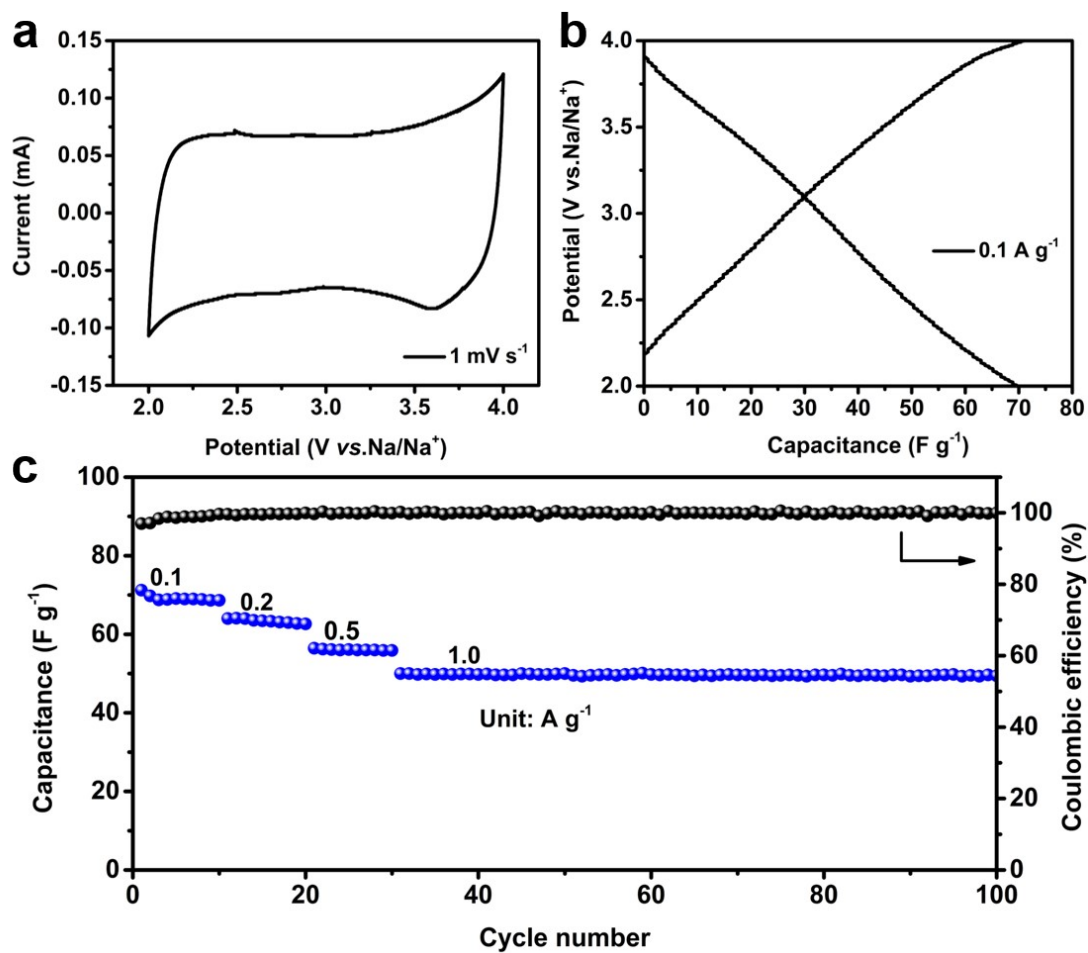 a
0.15
0.10
0.05
0.00
-0.05
-0.10
-0.15
Current (mA)
2.0 2.5 3.0 3.5 4.0
Potential (V vs.Na/Na⁺)
1 mV s⁻¹
b
4.0
3.5
3.0
2.5
2.0
Potential (V vs.Na/Na⁺)
0 10 20 30 40 50 60 70 80
Capacitance (F g⁻¹)
0.1 A g⁻¹
c
100
80
60
40
20
0
Capacitance (F g⁻¹)
0.1
0.2
0.5
1.0
Unit: A g⁻¹
0 20 40 60 80 100
Cycle number
100
80
60
40
20
0
Coulombic efficiency (%)